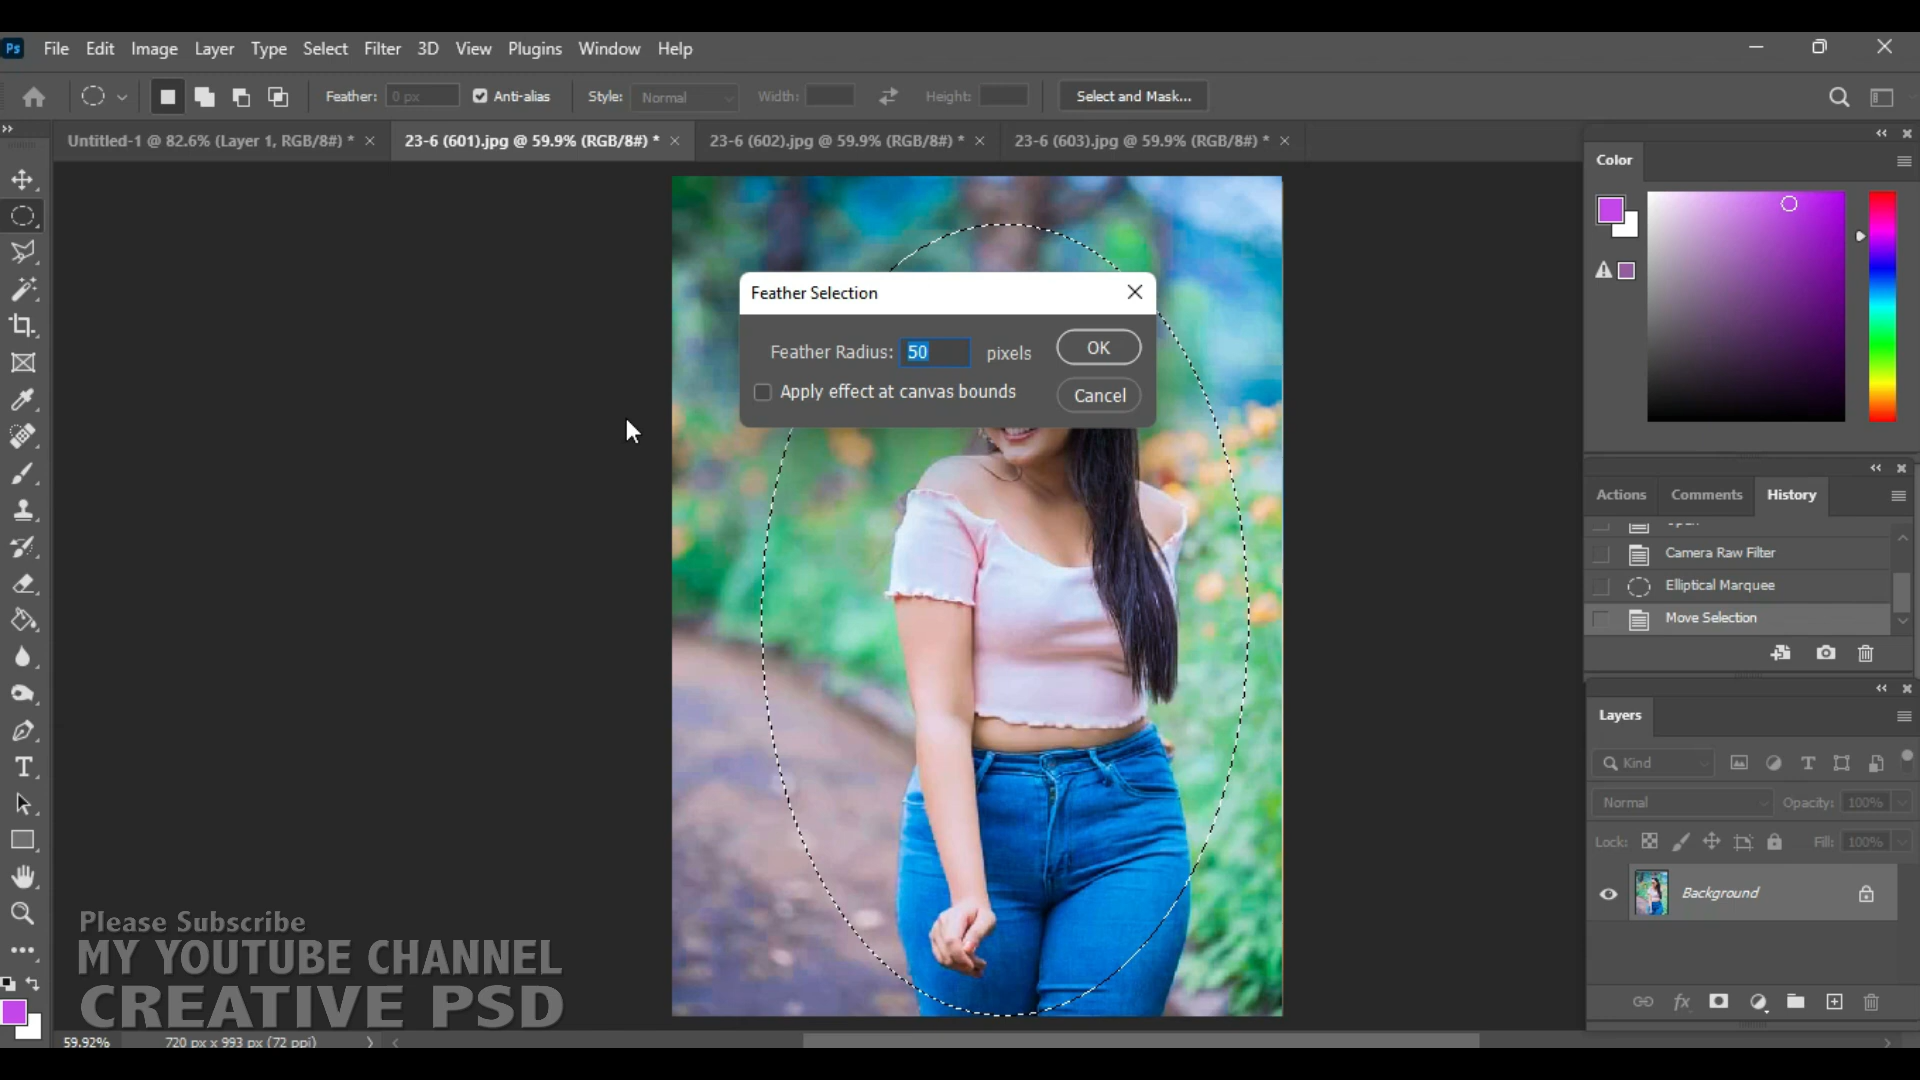 Ps File Edit Image Layer Type Select Filter 3D View Plugins Window Help
Feather: 0 px Anti-alias Style: Normal Width: Height: Select and Mask...
Untitled-1 @ 82.6% (Layer 1, RGB/8#) * × 23-6 (601).jpg @ 59.9% (RGB/8#) * × 23-6 (602).jpg @ 59.9% (RGB/8#) * × 23-6 (603).jpg @ 59.9% (RGB/8#) * ×
Color
Feather Selection
Feather Radius: 50 pixels OK
Apply effect at canvas bounds Cancel
Actions Comments History
Camera Raw Filter
Elliptical Marquee
Move Selection
Layers
Kind
Normal Opacity: 100%
Lock: Fill: 100%
Background
Please Subscribe
MY YOUTUBE CHANNEL
CREATIVE PSD
59.92% 720 px x 993 px (72 ppi)